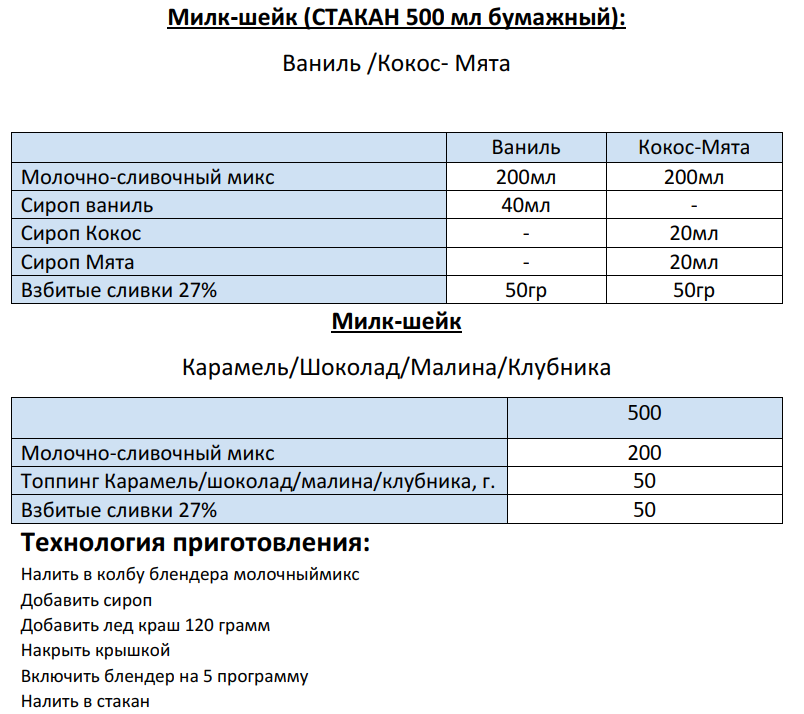 Милк-шейк (СТАКАН 500 мл бумажный):
Ваниль /Кокос- Мята
Ваниль Кокос-Мята
Молочно-сливочный микс 200мл 200мл
Сироп ваниль 40мл -
Сироп Кокос - 20мл
Сироп Мята - 20мл
Взбитые сливки 27% 50гр 50гр
Милк-шейк
Карамель/Шоколад/Малина/Клубника
500
Молочно-сливочный микс 200
Топпинг Карамель/шоколад/малина/клубника, г. 50
Взбитые сливки 27% 50
Технология приготовления:
Налить в колбу блендера молочныймикс
Добавить сироп
Добавить лед краш 120 грамм
Накрыть крышкой
Включить блендер на 5 программу
Налить в стакан